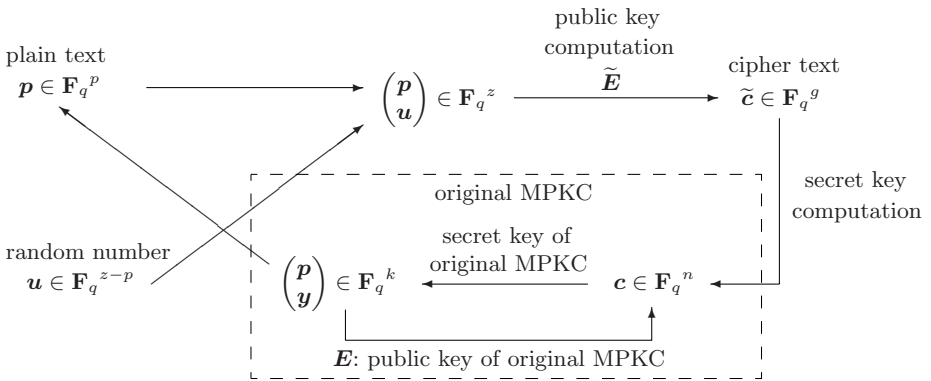 public key
computation
Ẽ
plain text
p ∈ F_q^p
(p u) ∈ F_q^z
cipher text
c̃ ∈ F_q^g
original MPKC
secret key
computation
random number
u ∈ F_q^{z−p}
secret key of
original MPKC
(p y) ∈ F_q^k
c ∈ F_q^n
E: public key of original MPKC